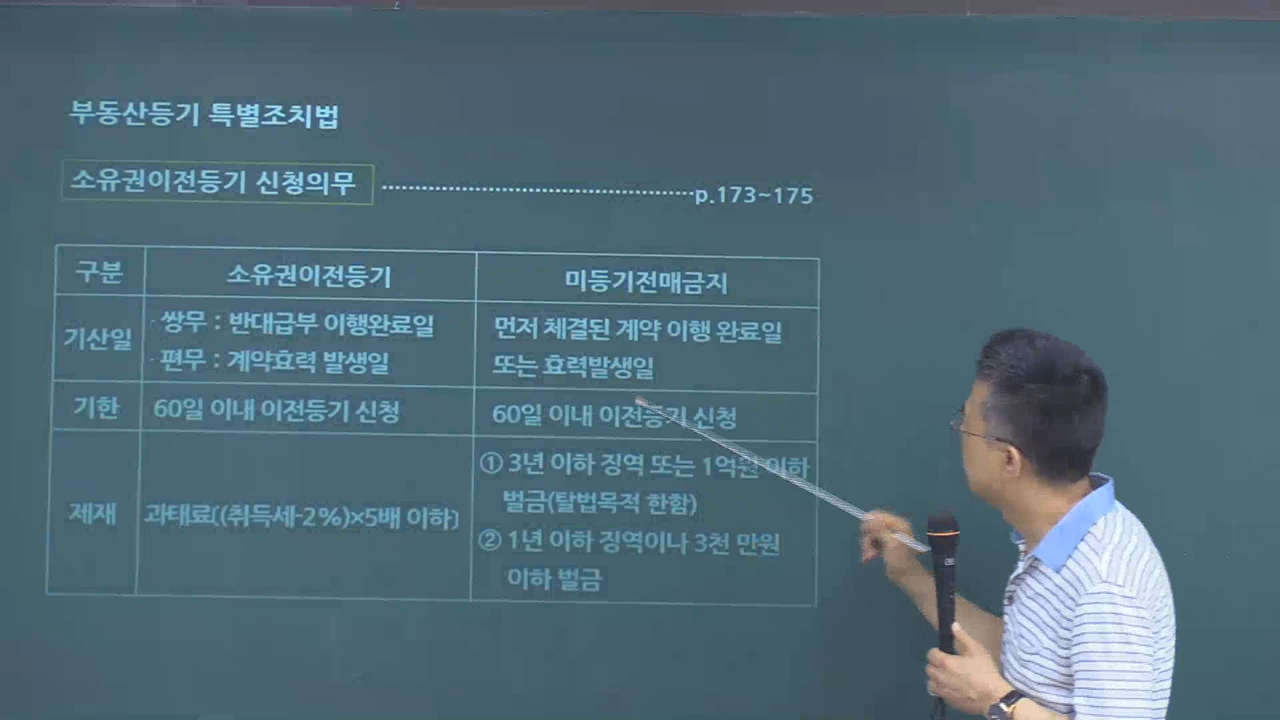 부동산등기 특별조치법
소유권이전등기 신청의무 ········································p.173~175
구분
소유권이전등기
미등기전매금지
기산일
· 쌍무 : 반대급부 이행완료일
· 편무 : 계약효력 발생일
먼저 체결된 계약 이행 완료일
또는 효력발생일
기한
60일 이내 이전등기 신청
60일 이내 이전등기 신청
제재
과태료[(취득세-2%)×5배 이하]
① 3년 이하 징역 또는 1억원 이하
벌금(탈법목적 한함)
② 1년 이하 징역이나 3천 만원
이하 벌금